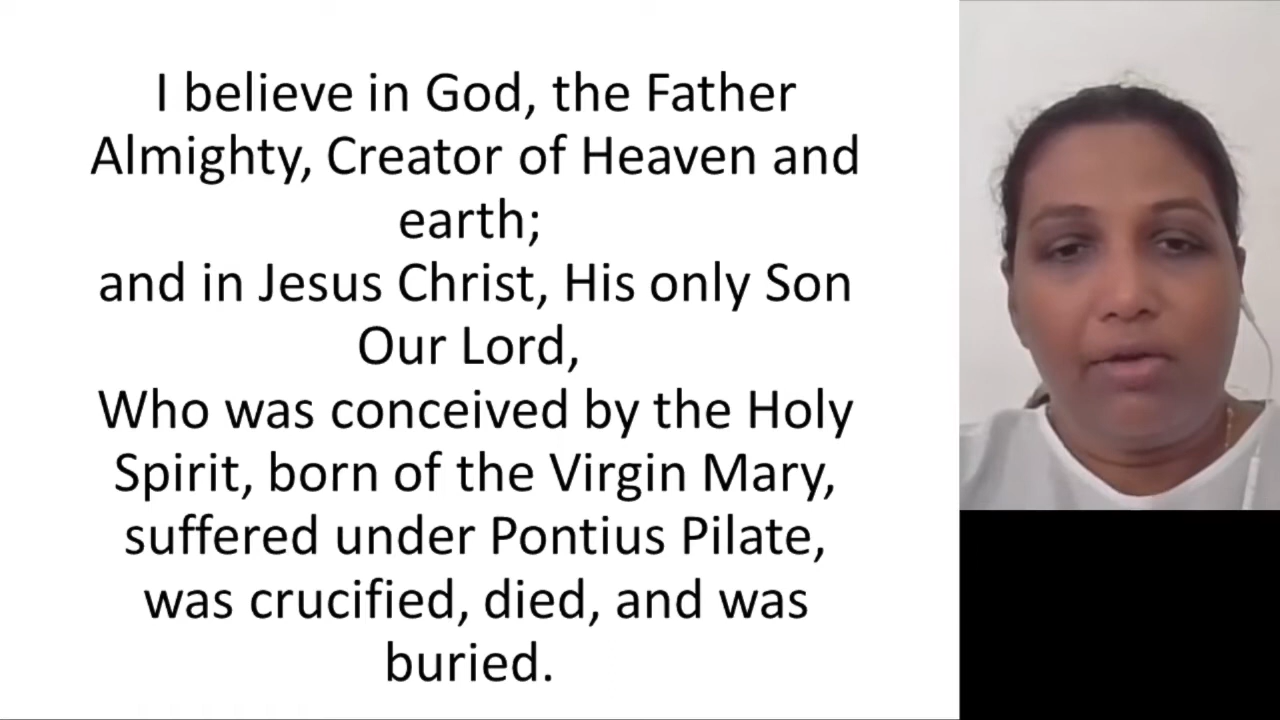 I believe in God, the Father
Almighty, Creator of Heaven and
earth;
and in Jesus Christ, His only Son
Our Lord,
Who was conceived by the Holy
Spirit, born of the Virgin Mary,
suffered under Pontius Pilate,
was crucified, died, and was
buried.